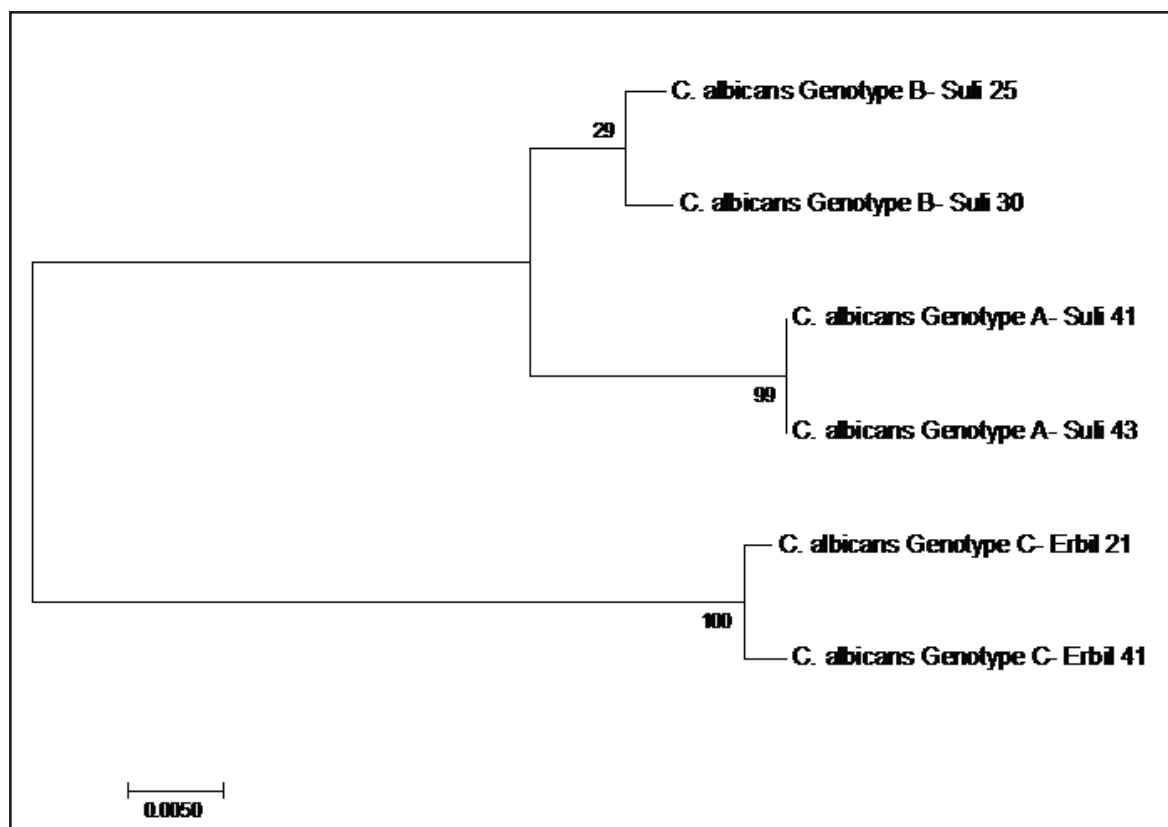 C. albicans Genotype B- Suli 25
29
C. albicans Genotype B- Suli 30
C. albicans Genotype A- Suli 41
99
C. albicans Genotype A- Suli 43
C. albicans Genotype C- Erbil 21
100
C. albicans Genotype C- Erbil 41
0.0050